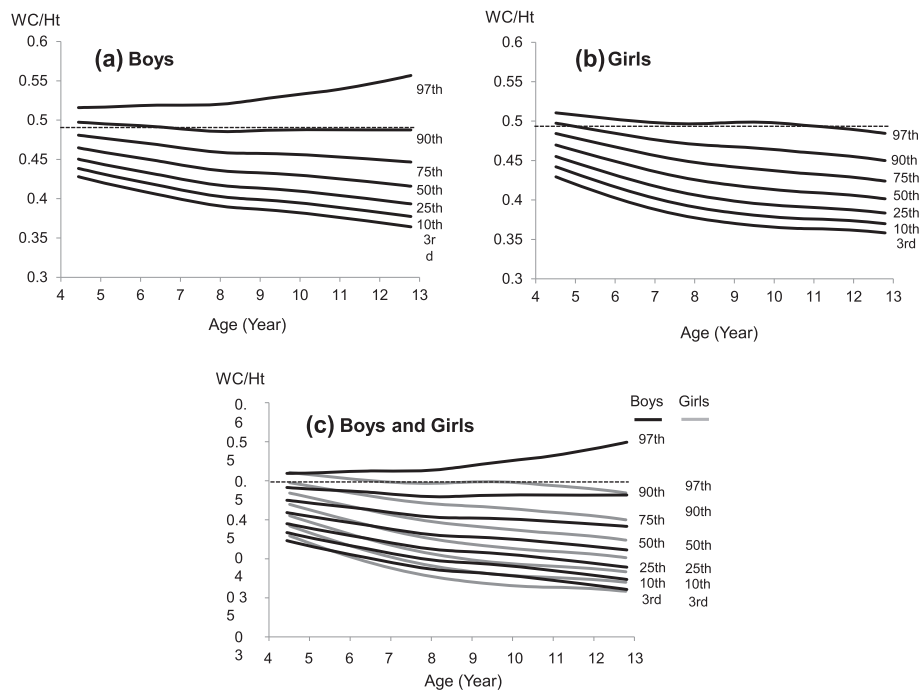 WC/Ht
0.6
0.55
0.5
0.45
0.4
0.35
0.3
(a) Boys
97th
90th
75th
50th
25th
10th
3r
d
4 5 6 7 8 9 10 11 12 13
Age (Year)
WC/Ht
0.6
0.55
0.5
0.45
0.4
0.35
0.3
(b) Girls
97th
90th
75th
50th
25th
10th
3rd
4 5 6 7 8 9 10 11 12 13
Age (Year)
WC/Ht
0.
6
0.5
5
0.
5
0.4
5
0
4
0 3
5
0
3
(c) Boys and Girls
Boys Girls
97th
90th
75th
50th
25th
10th
3rd
97th
90th
50th
25th
10th
3rd
4 5 6 7 8 9 10 11 12 13
Age (Year)